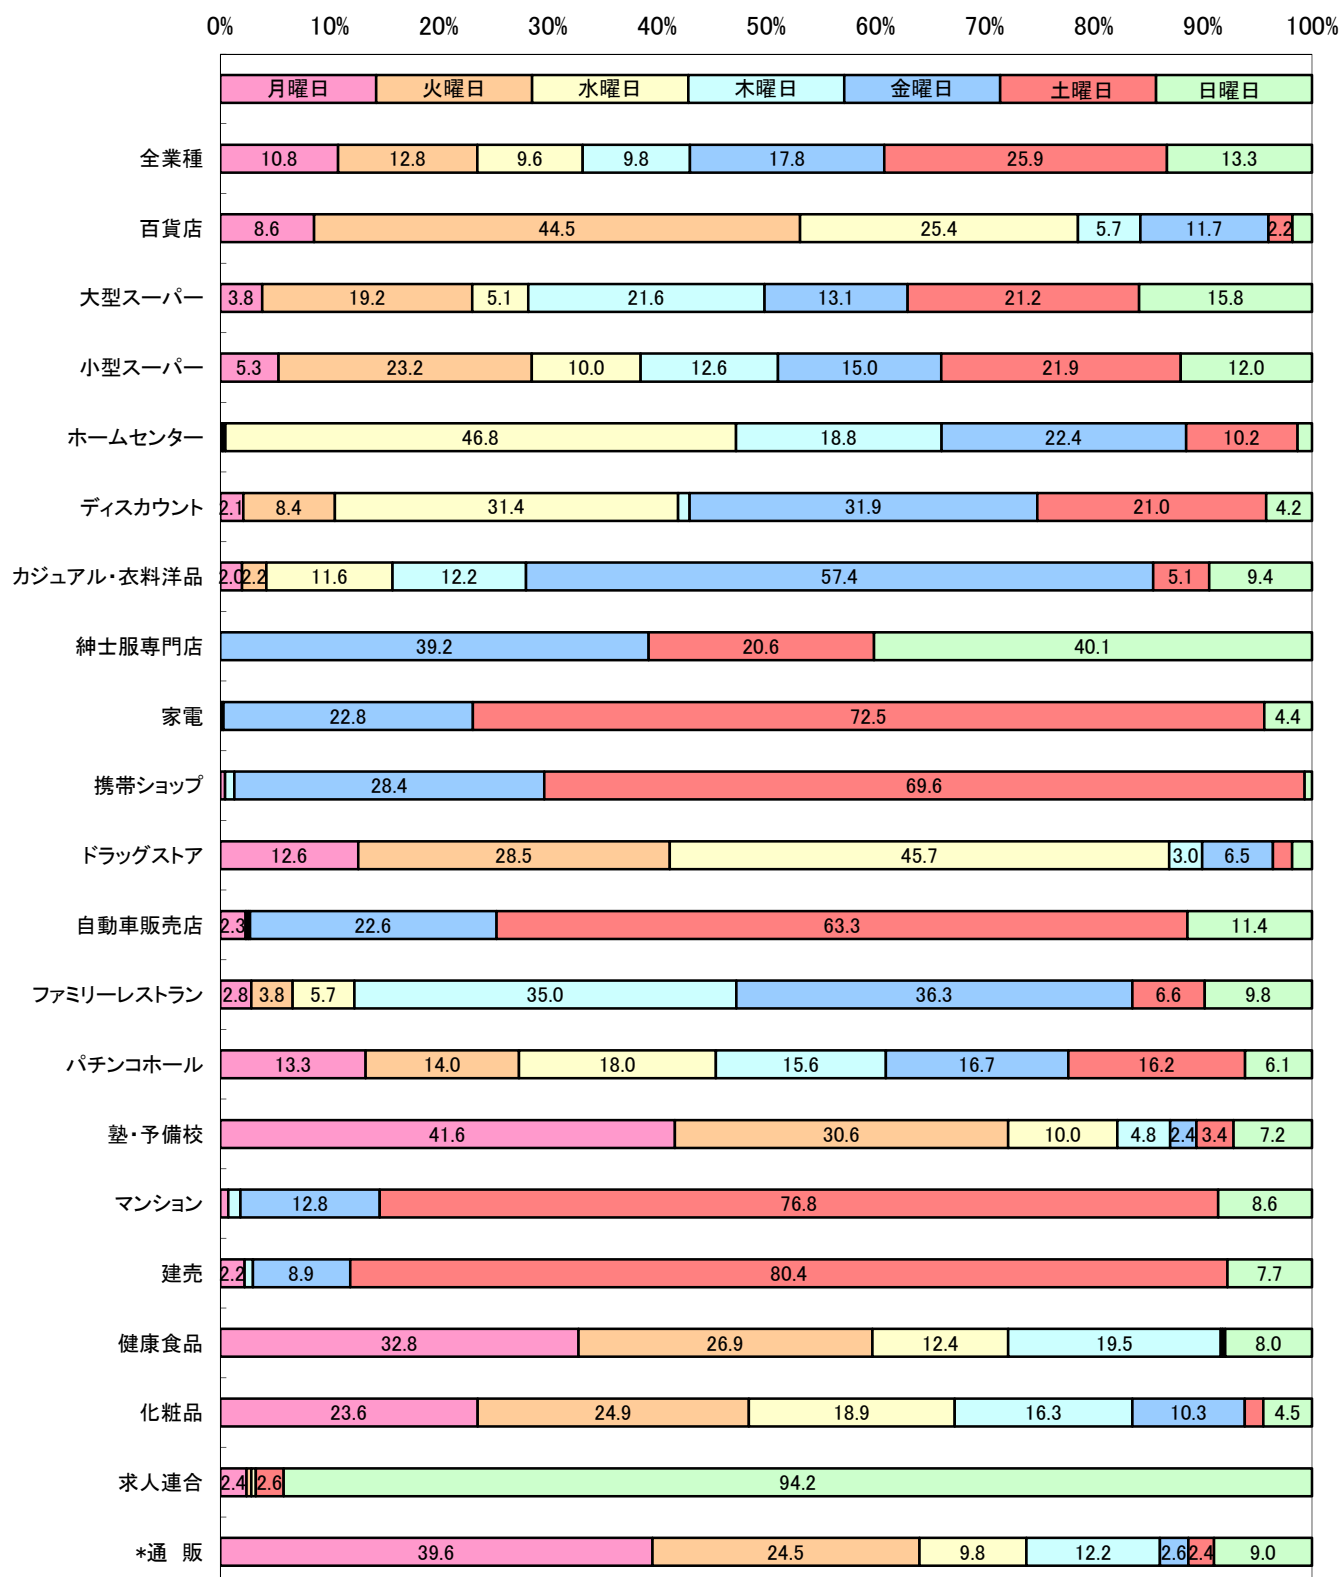 0% 10% 20% 30% 40% 50% 60% 70% 80% 90% 100%
月曜日 火曜日 水曜日 木曜日 金曜日 土曜日 日曜日
全業種 10.8 12.8 9.6 9.8 17.8 25.9 13.3
百貨店 8.6 44.5 25.4 5.7 11.7 2.2
大型スーパー 3.8 19.2 5.1 21.6 13.1 21.2 15.8
小型スーパー 5.3 23.2 10.0 12.6 15.0 21.9 12.0
ホームセンター 46.8 18.8 22.4 10.2
ディスカウント 2.1 8.4 31.4 31.9 21.0 4.2
カジュアル・衣料洋品 2.0 2.2 11.6 12.2 57.4 5.1 9.4
紳士服専門店 39.2 20.6 40.1
家電 22.8 72.5 4.4
携帯ショップ 28.4 69.6
ドラッグストア 12.6 28.5 45.7 3.0 6.5
自動車販売店 2.3 22.6 63.3 11.4
ファミリーレストラン 2.8 3.8 5.7 35.0 36.3 6.6 9.8
パチンコホール 13.3 14.0 18.0 15.6 16.7 16.2 6.1
塾・予備校 41.6 30.6 10.0 4.8 2.4 3.4 7.2
マンション 12.8 76.8 8.6
建売 2.2 8.9 80.4 7.7
健康食品 32.8 26.9 12.4 19.5 8.0
化粧品 23.6 24.9 18.9 16.3 10.3 4.5
求人連合 2.4 2.6 94.2
*通 販 39.6 24.5 9.8 12.2 2.6 2.4 9.0